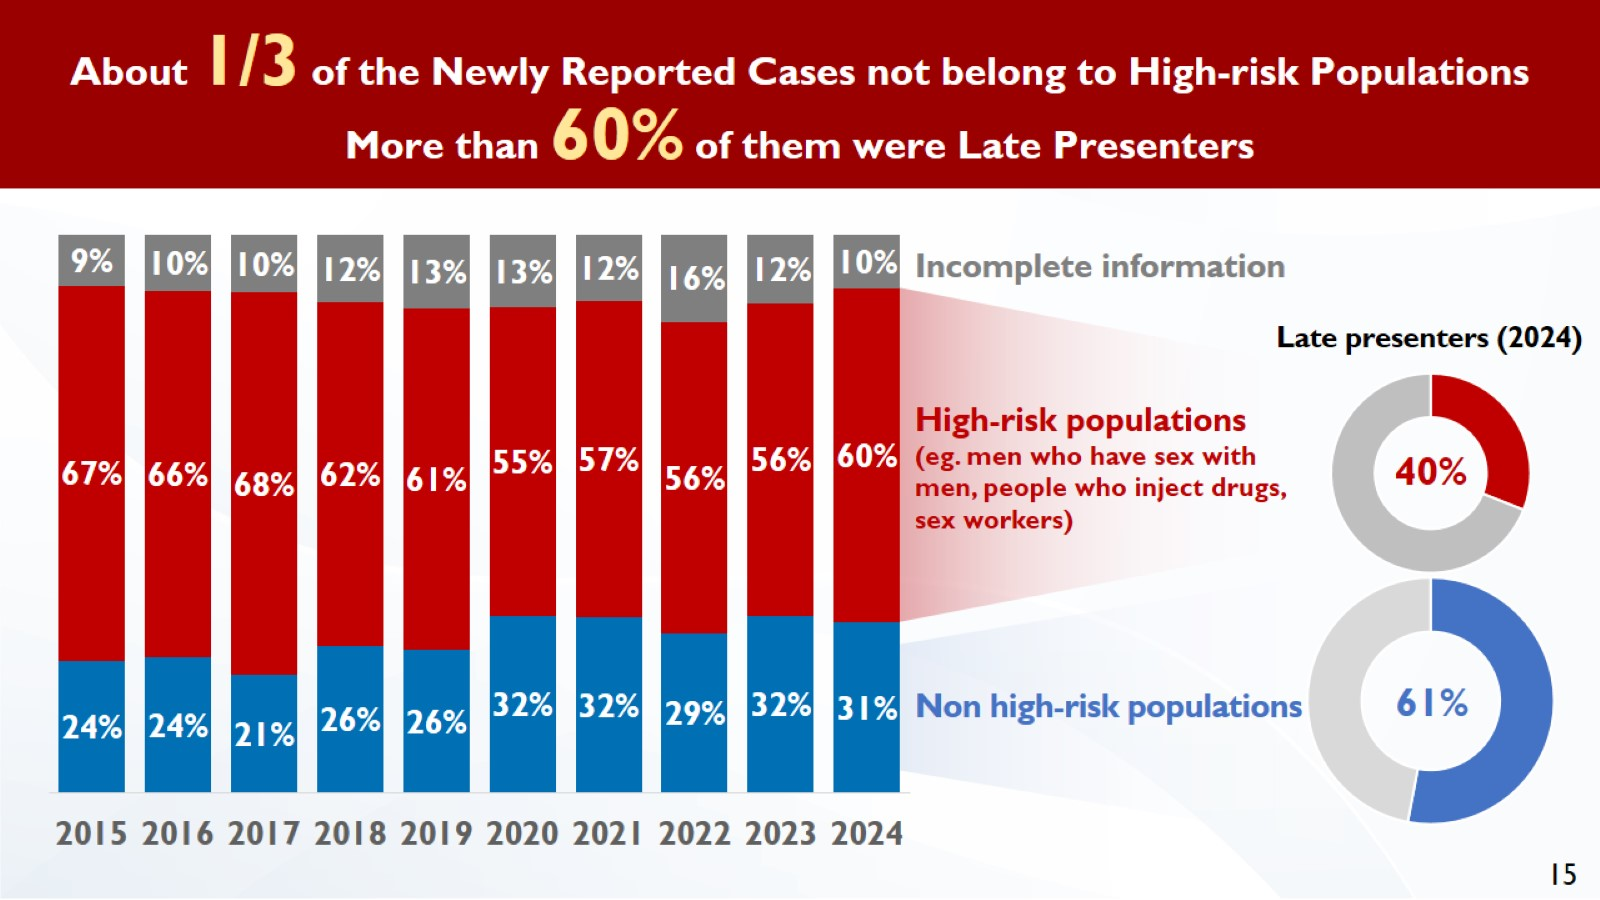 About 1/3 of the Newly Reported Cases not belong to High-risk Populations
More than 60% of them were Late Presenters
9% 10% 10% 12% 13% 13% 12% 16% 12% 10% Incomplete information
Late presenters (2024)
67% 66% 68% 62% 61% 55% 57% 56% 56% 60%
High-risk populations
(eg. men who have sex with
men, people who inject drugs,
sex workers)
40%
24% 24% 21% 26% 26% 32% 32% 29% 32% 31% Non high-risk populations
61%
2015 2016 2017 2018 2019 2020 2021 2022 2023 2024
15